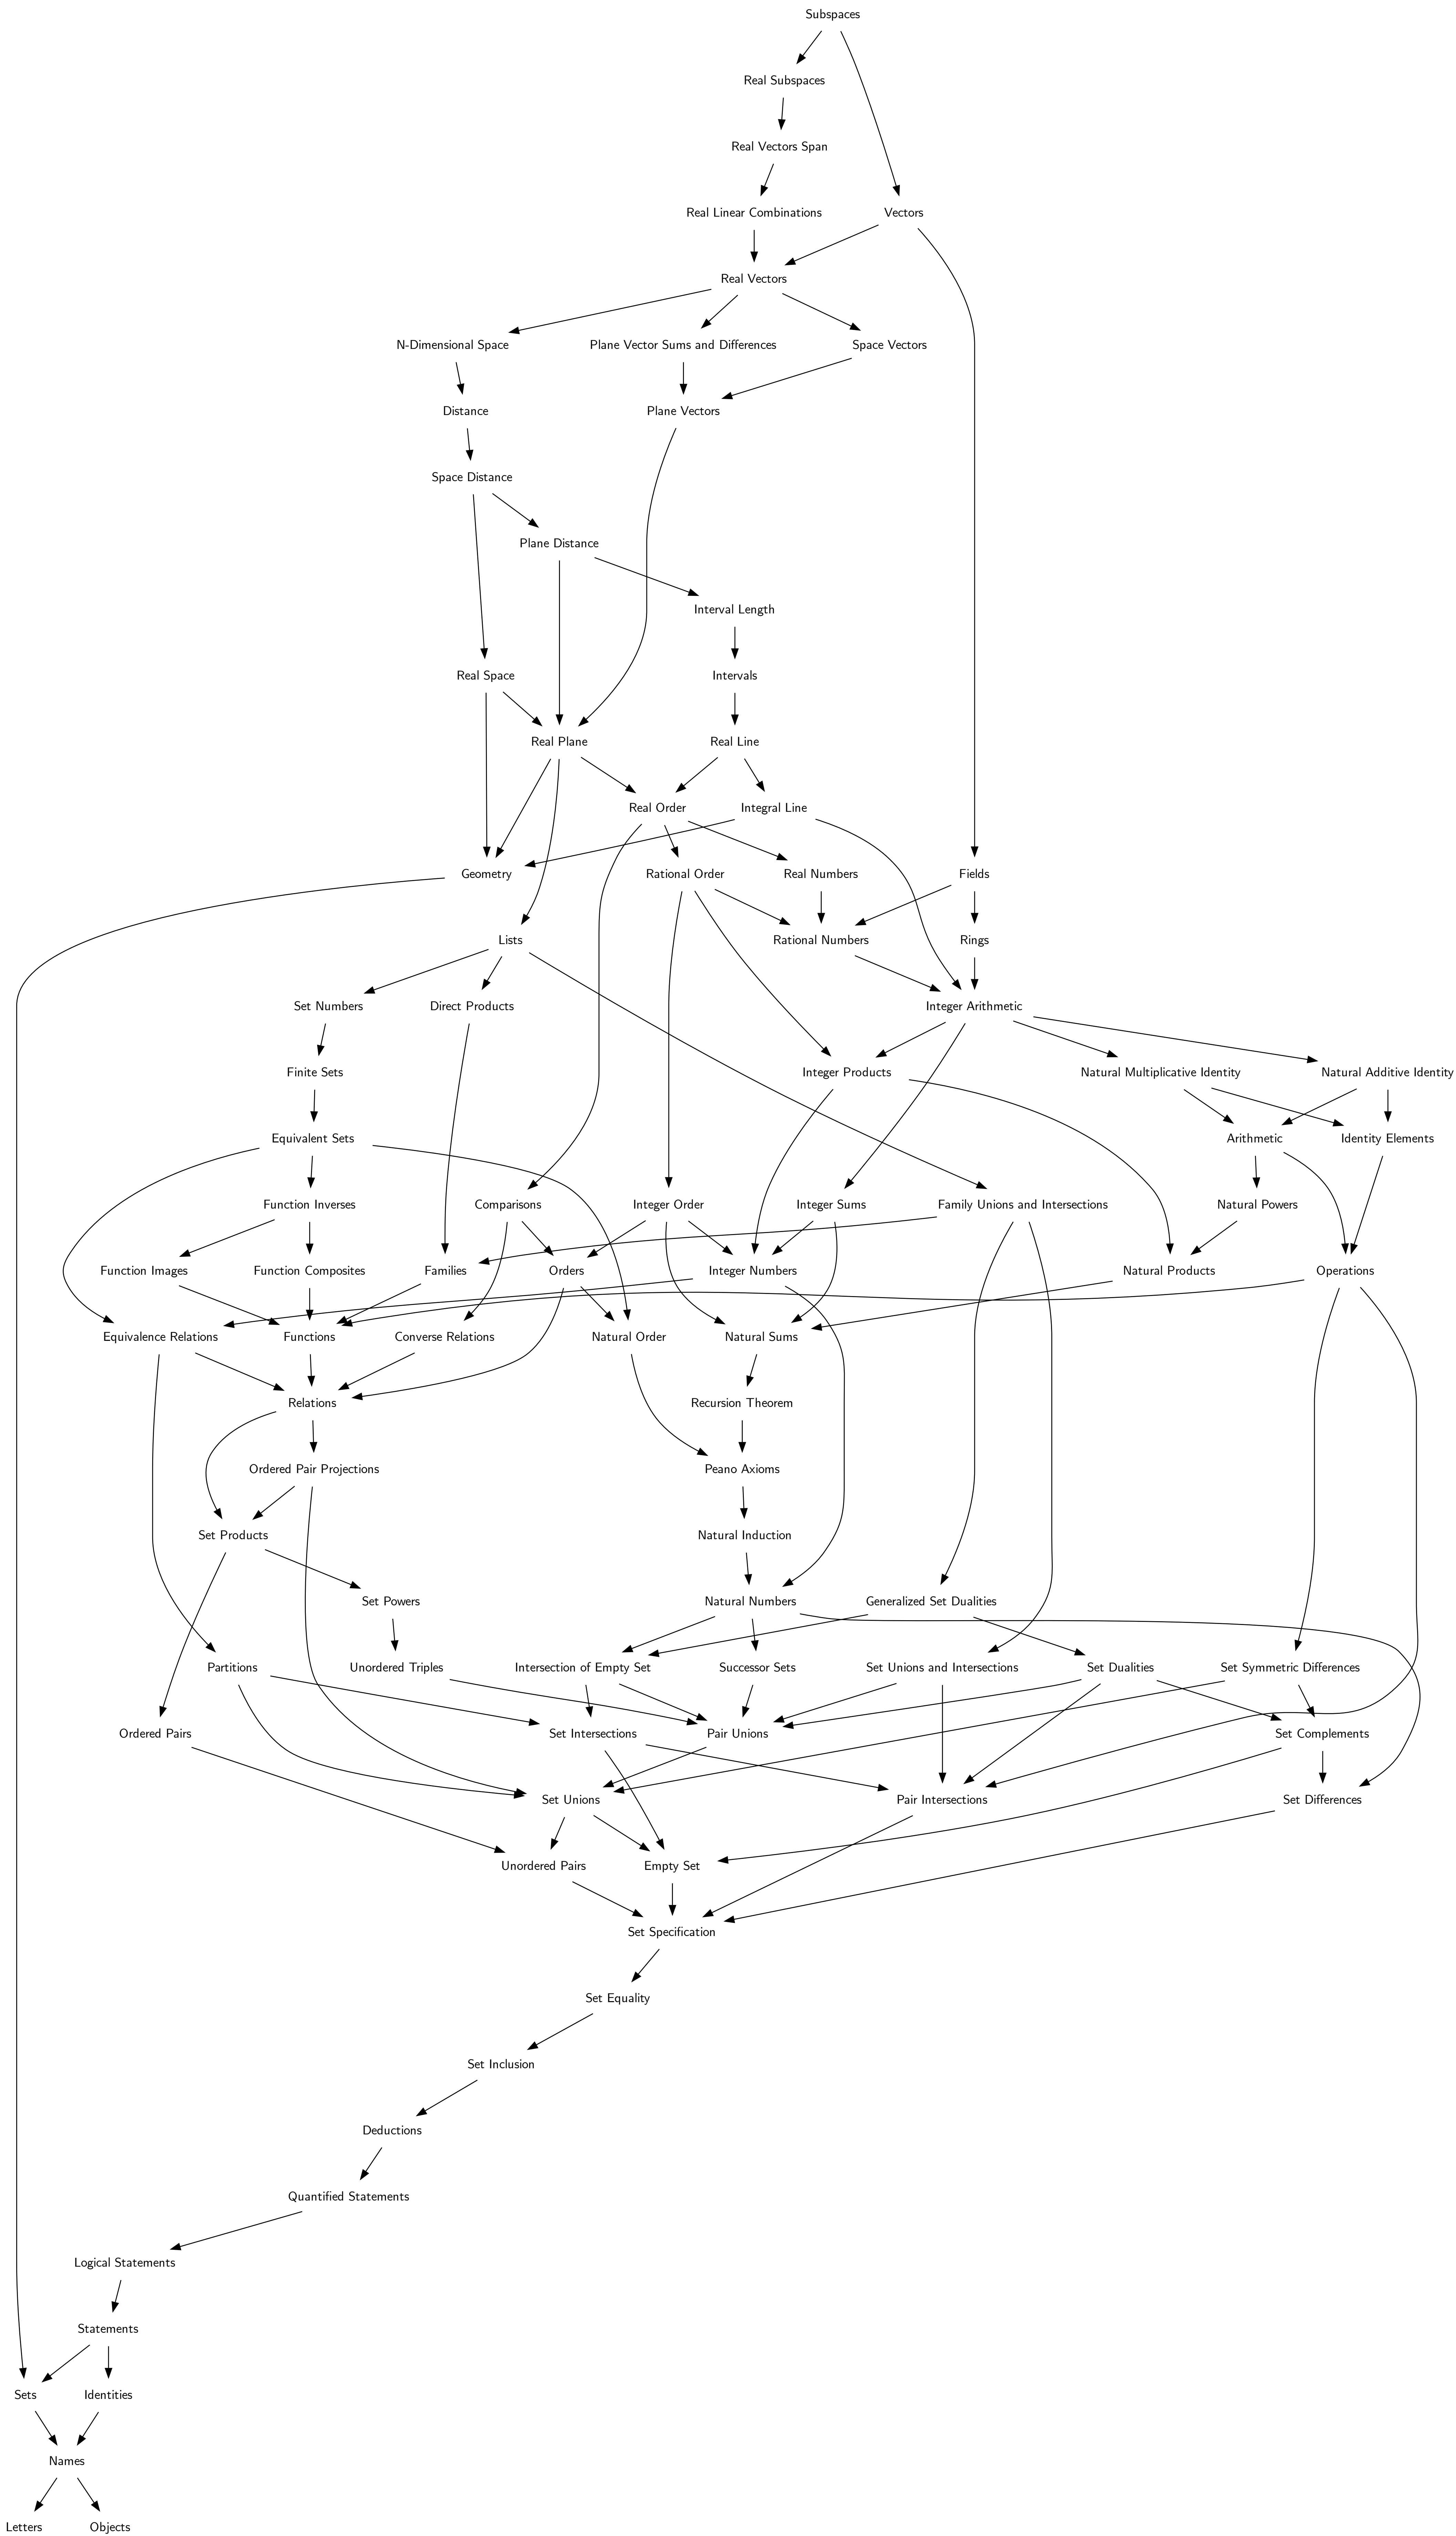 Subspaces
Real Subspaces
Real Vectors Span
Real Linear Combinations
Vectors
Real Vectors
N-Dimensional Space
Plane Vector Sums and Differences
Space Vectors
Distance
Plane Vectors
Space Distance
Plane Distance
Interval Length
Real Space
Intervals
Real Plane
Real Line
Real Order
Integral Line
Geometry
Rational Order
Real Numbers
Fields
Lists
Rational Numbers
Rings
Set Numbers
Direct Products
Integer Arithmetic
Finite Sets
Integer Products
Natural Multiplicative Identity
Natural Additive Identity
Equivalent Sets
Arithmetic
Identity Elements
Function Inverses
Comparisons
Integer Order
Integer Sums
Family Unions and Intersections
Natural Powers
Function Images
Function Composites
Families
Orders
Integer Numbers
Natural Products
Operations
Equivalence Relations
Functions
Converse Relations
Natural Order
Natural Sums
Relations
Recursion Theorem
Ordered Pair Projections
Peano Axioms
Set Products
Natural Induction
Set Powers
Natural Numbers
Generalized Set Dualities
Partitions
Unordered Triples
Intersection of Empty Set
Successor Sets
Set Unions and Intersections
Set Dualities
Set Symmetric Differences
Ordered Pairs
Set Intersections
Pair Unions
Set Complements
Set Unions
Pair Intersections
Set Differences
Unordered Pairs
Empty Set
Set Specification
Set Equality
Set Inclusion
Deductions
Quantified Statements
Logical Statements
Statements
Sets
Identities
Names
Letters
Objects